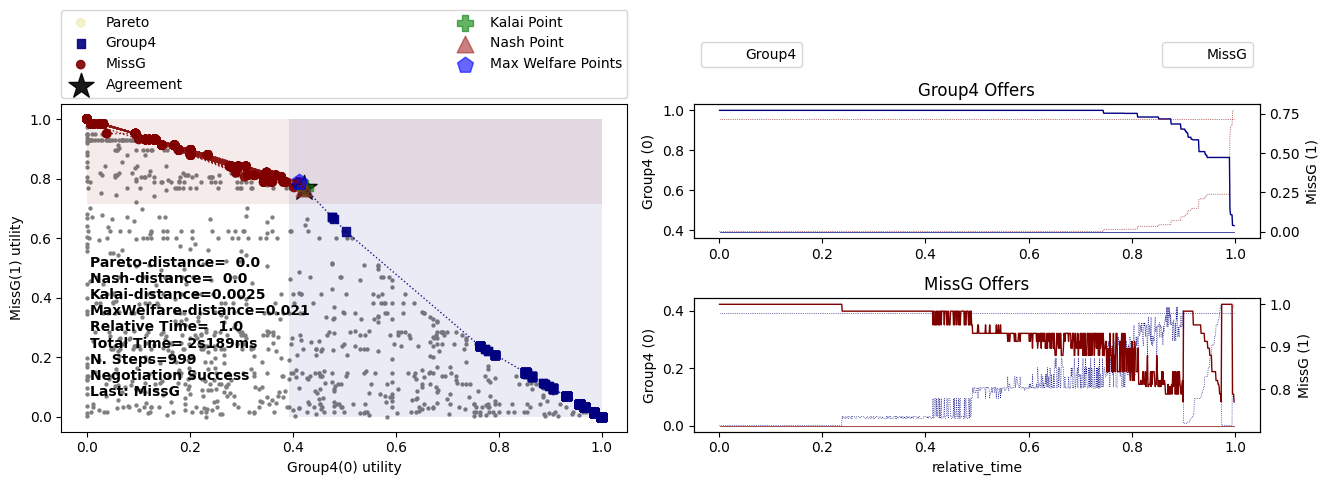 Pareto
Group4
MissG
Agreement
Kalai Point
Nash Point
Max Welfare Points
1.0
0.8
0.6
0.4
0.2
0.0
MissG(1) utility
Pareto-distance= 0.0
Nash-distance= 0.0
Kalai-distance=0.0025
MaxWelfare-distance=0.021
Relative Time= 1.0
Total Time= 2s189ms
N. Steps=999
Negotiation Success
Last: MissG
0.0 0.2 0.4 0.6 0.8 1.0
Group4(0) utility
Group4
MissG
Group4 Offers
1.0
0.8
0.6
0.4
Group4 (0)
0.75
0.50
0.25
0.00
MissG (1)
0.0 0.2 0.4 0.6 0.8 1.0
MissG Offers
0.4
0.2
0.0
Group4 (0)
1.0
0.9
0.8
MissG (1)
0.0 0.2 0.4 0.6 0.8 1.0
relative_time